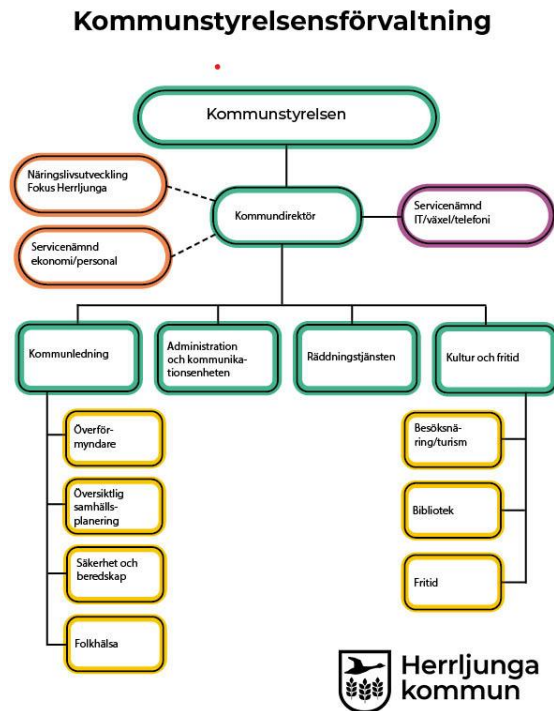 Kommunstyrelsensförvaltning
Kommunstyrelsen
Näringslivsutveckling
Fokus Herrljunga
Kommundirektör
Servicenämnd
IT/växel/telefoni
Servicenämnd
ekonomi/personal
Kommunledning
Administration
och kommunika-
tionsenheten
Räddningstjänsten
Kultur och fritid
Överför-
myndare
Översiktlig
samhälls-
planering
Säkerhet och
beredskap
Folkhälsa
Besöksnä-
ring/turism
Bibliotek
Fritid
Herrljunga
kommun